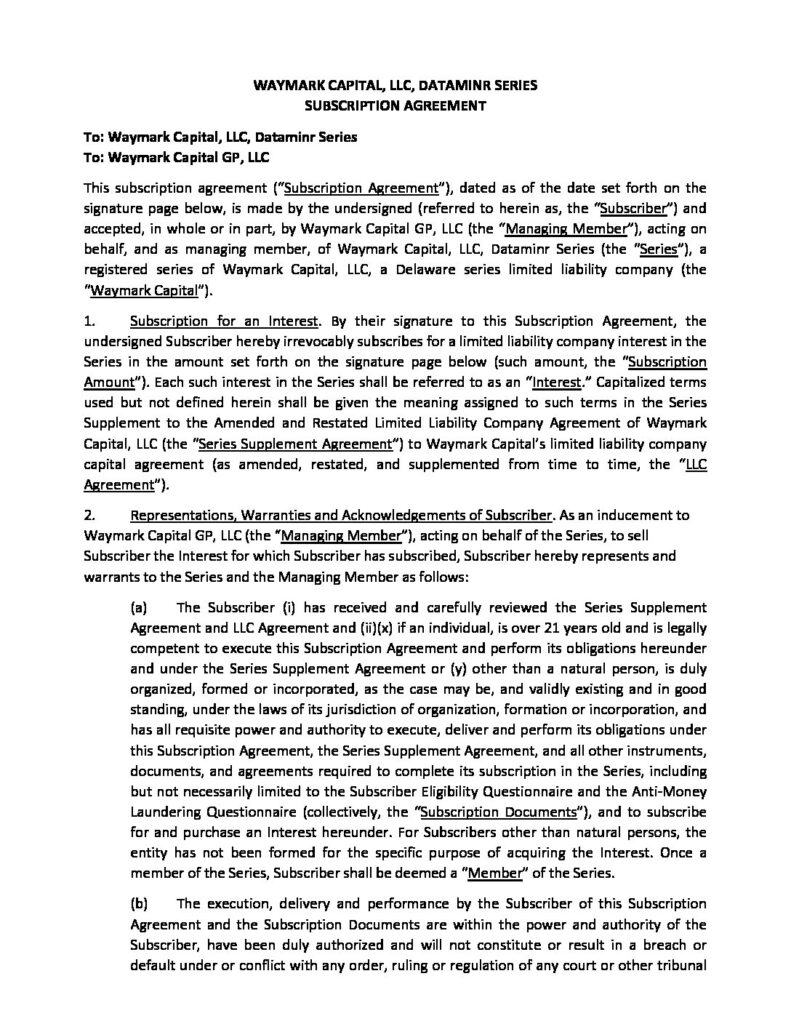 WAYMARK CAPITAL, LLC, DATAMINR SERIES
SUBSCRIPTION AGREEMENT
To: Waymark Capital, LLC, Dataminr Series
To: Waymark Capital GP, LLC
This subscription agreement (“Subscription Agreement”), dated as of the date set forth on the
signature page below, is made by the undersigned (referred to herein as, the “Subscriber”) and
accepted, in whole or in part, by Waymark Capital GP, LLC (the “Managing Member”), acting on
behalf, and as managing member, of Waymark Capital, LLC, Dataminr Series (the “Series”), a
registered series of Waymark Capital, LLC, a Delaware series limited liability company (the
“Waymark Capital”).
1. Subscription for an Interest. By their signature to this Subscription Agreement, the
undersigned Subscriber hereby irrevocably subscribes for a limited liability company interest in the
Series in the amount set forth on the signature page below (such amount, the “Subscription
Amount”). Each such interest in the Series shall be referred to as an “Interest.” Capitalized terms
used but not defined herein shall be given the meaning assigned to such terms in the Series
Supplement to the Amended and Restated Limited Liability Company Agreement of Waymark
Capital, LLC (the “Series Supplement Agreement”) to Waymark Capital’s limited liability company
capital agreement (as amended, restated, and supplemented from time to time, the “LLC
Agreement”).
2. Representations, Warranties and Acknowledgements of Subscriber. As an inducement to
Waymark Capital GP, LLC (the “Managing Member”), acting on behalf of the Series, to sell
Subscriber the Interest for which Subscriber has subscribed, Subscriber hereby represents and
warrants to the Series and the Managing Member as follows:
(a) The Subscriber (i) has received and carefully reviewed the Series Supplement
Agreement and LLC Agreement and (ii)(x) if an individual, is over 21 years old and is legally
competent to execute this Subscription Agreement and perform its obligations hereunder
and under the Series Supplement Agreement or (y) other than a natural person, is duly
organized, formed or incorporated, as the case may be, and validly existing and in good
standing, under the laws of its jurisdiction of organization, formation or incorporation, and
has all requisite power and authority to execute, deliver and perform its obligations under
this Subscription Agreement, the Series Supplement Agreement, and all other instruments,
documents, and agreements required to complete its subscription in the Series, including
but not necessarily limited to the Subscriber Eligibility Questionnaire and the Anti-Money
Laundering Questionnaire (collectively, the “Subscription Documents”), and to subscribe
for and purchase an Interest hereunder. For Subscribers other than natural persons, the
entity has not been formed for the specific purpose of acquiring the Interest. Once a
member of the Series, Subscriber shall be deemed a “Member” of the Series.
(b) The execution, delivery and performance by the Subscriber of this Subscription
Agreement and the Subscription Documents are within the power and authority of the
Subscriber, have been duly authorized and will not constitute or result in a breach or
default under or conflict with any order, ruling or regulation of any court or other tribunal